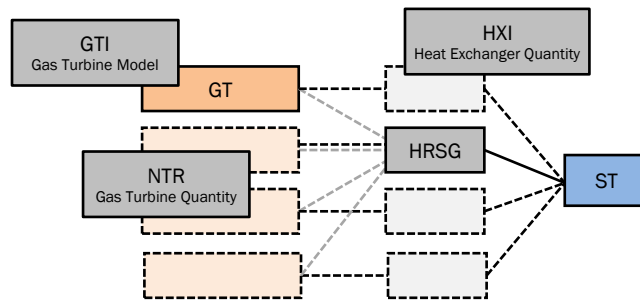 GTI
Gas Turbine Model
HXI
Heat Exchanger Quantity
GT
HRSG
NTR
Gas Turbine Quantity
ST